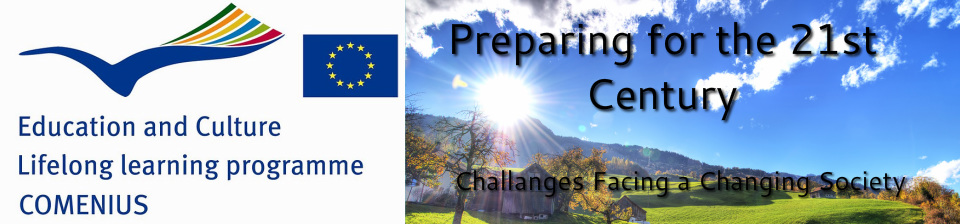 Education and Culture
Lifelong learning programme
COMENIUS
Preparing for the 21st
Century
Challanges Facing a Changing Society